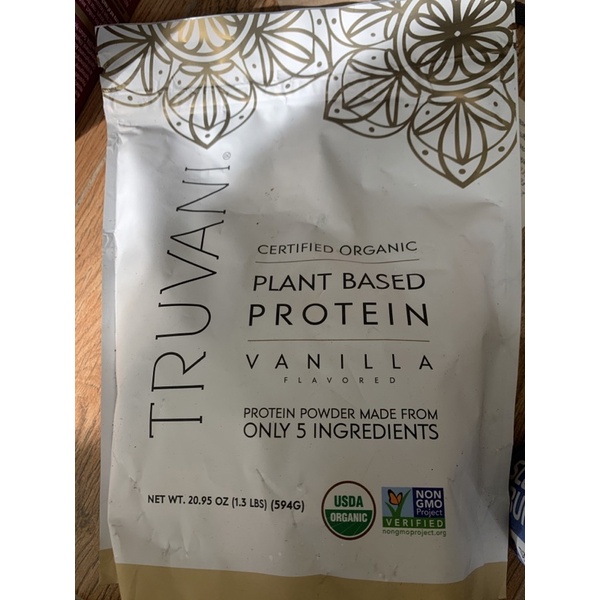 TRUVANI®
CERTIFIED ORGANIC
PLANT BASED
PROTEIN
VANILLA
FLAVORED
PROTEIN POWDER MADE FROM
ONLY 5 INGREDIENTS
NET WT. 20.95 OZ (1.3 LBS) (594G)
USDA
ORGANIC
NON
GMO
Project
VERIFIED
nongmoproject.org